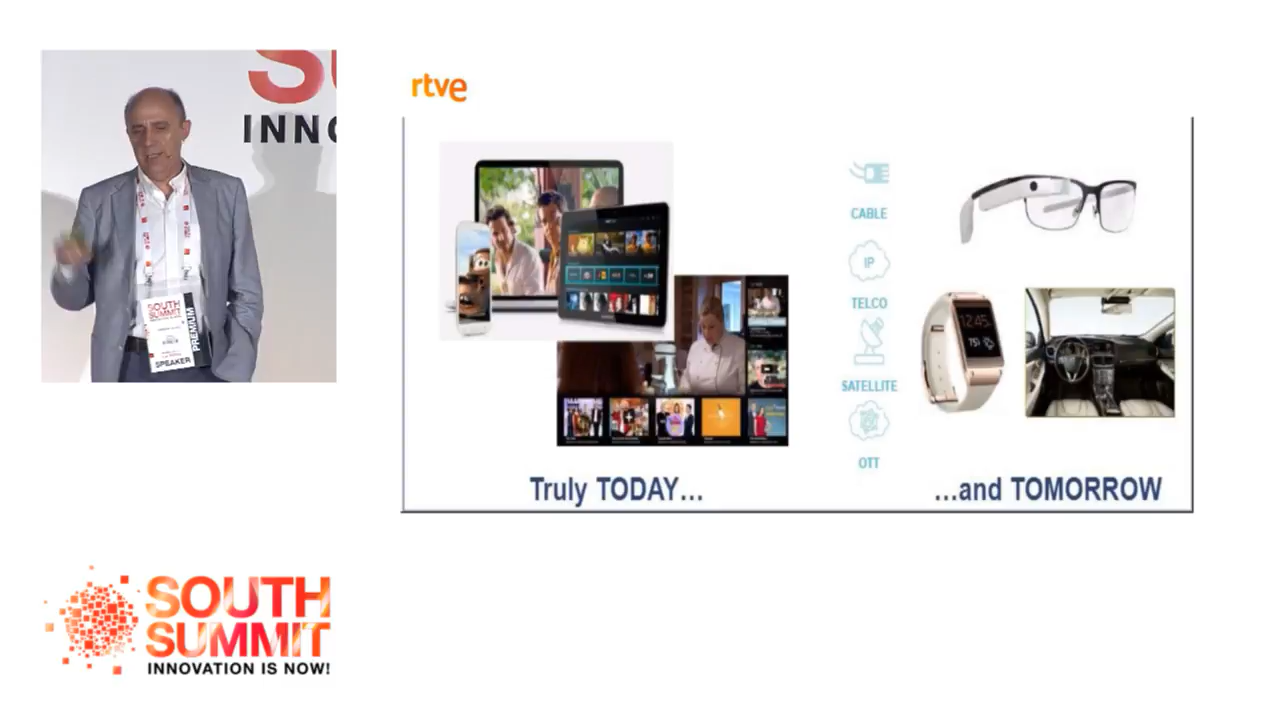 INNO
SOUTH
SUMMIT
PREMIUM
SPEAKER
rtve
CABLE
IP
TELCO
SATELLITE
OTT
12:45
Truly TODAY...
...and TOMORROW
SOUTH
SUMMIT
INNOVATION IS NOW!